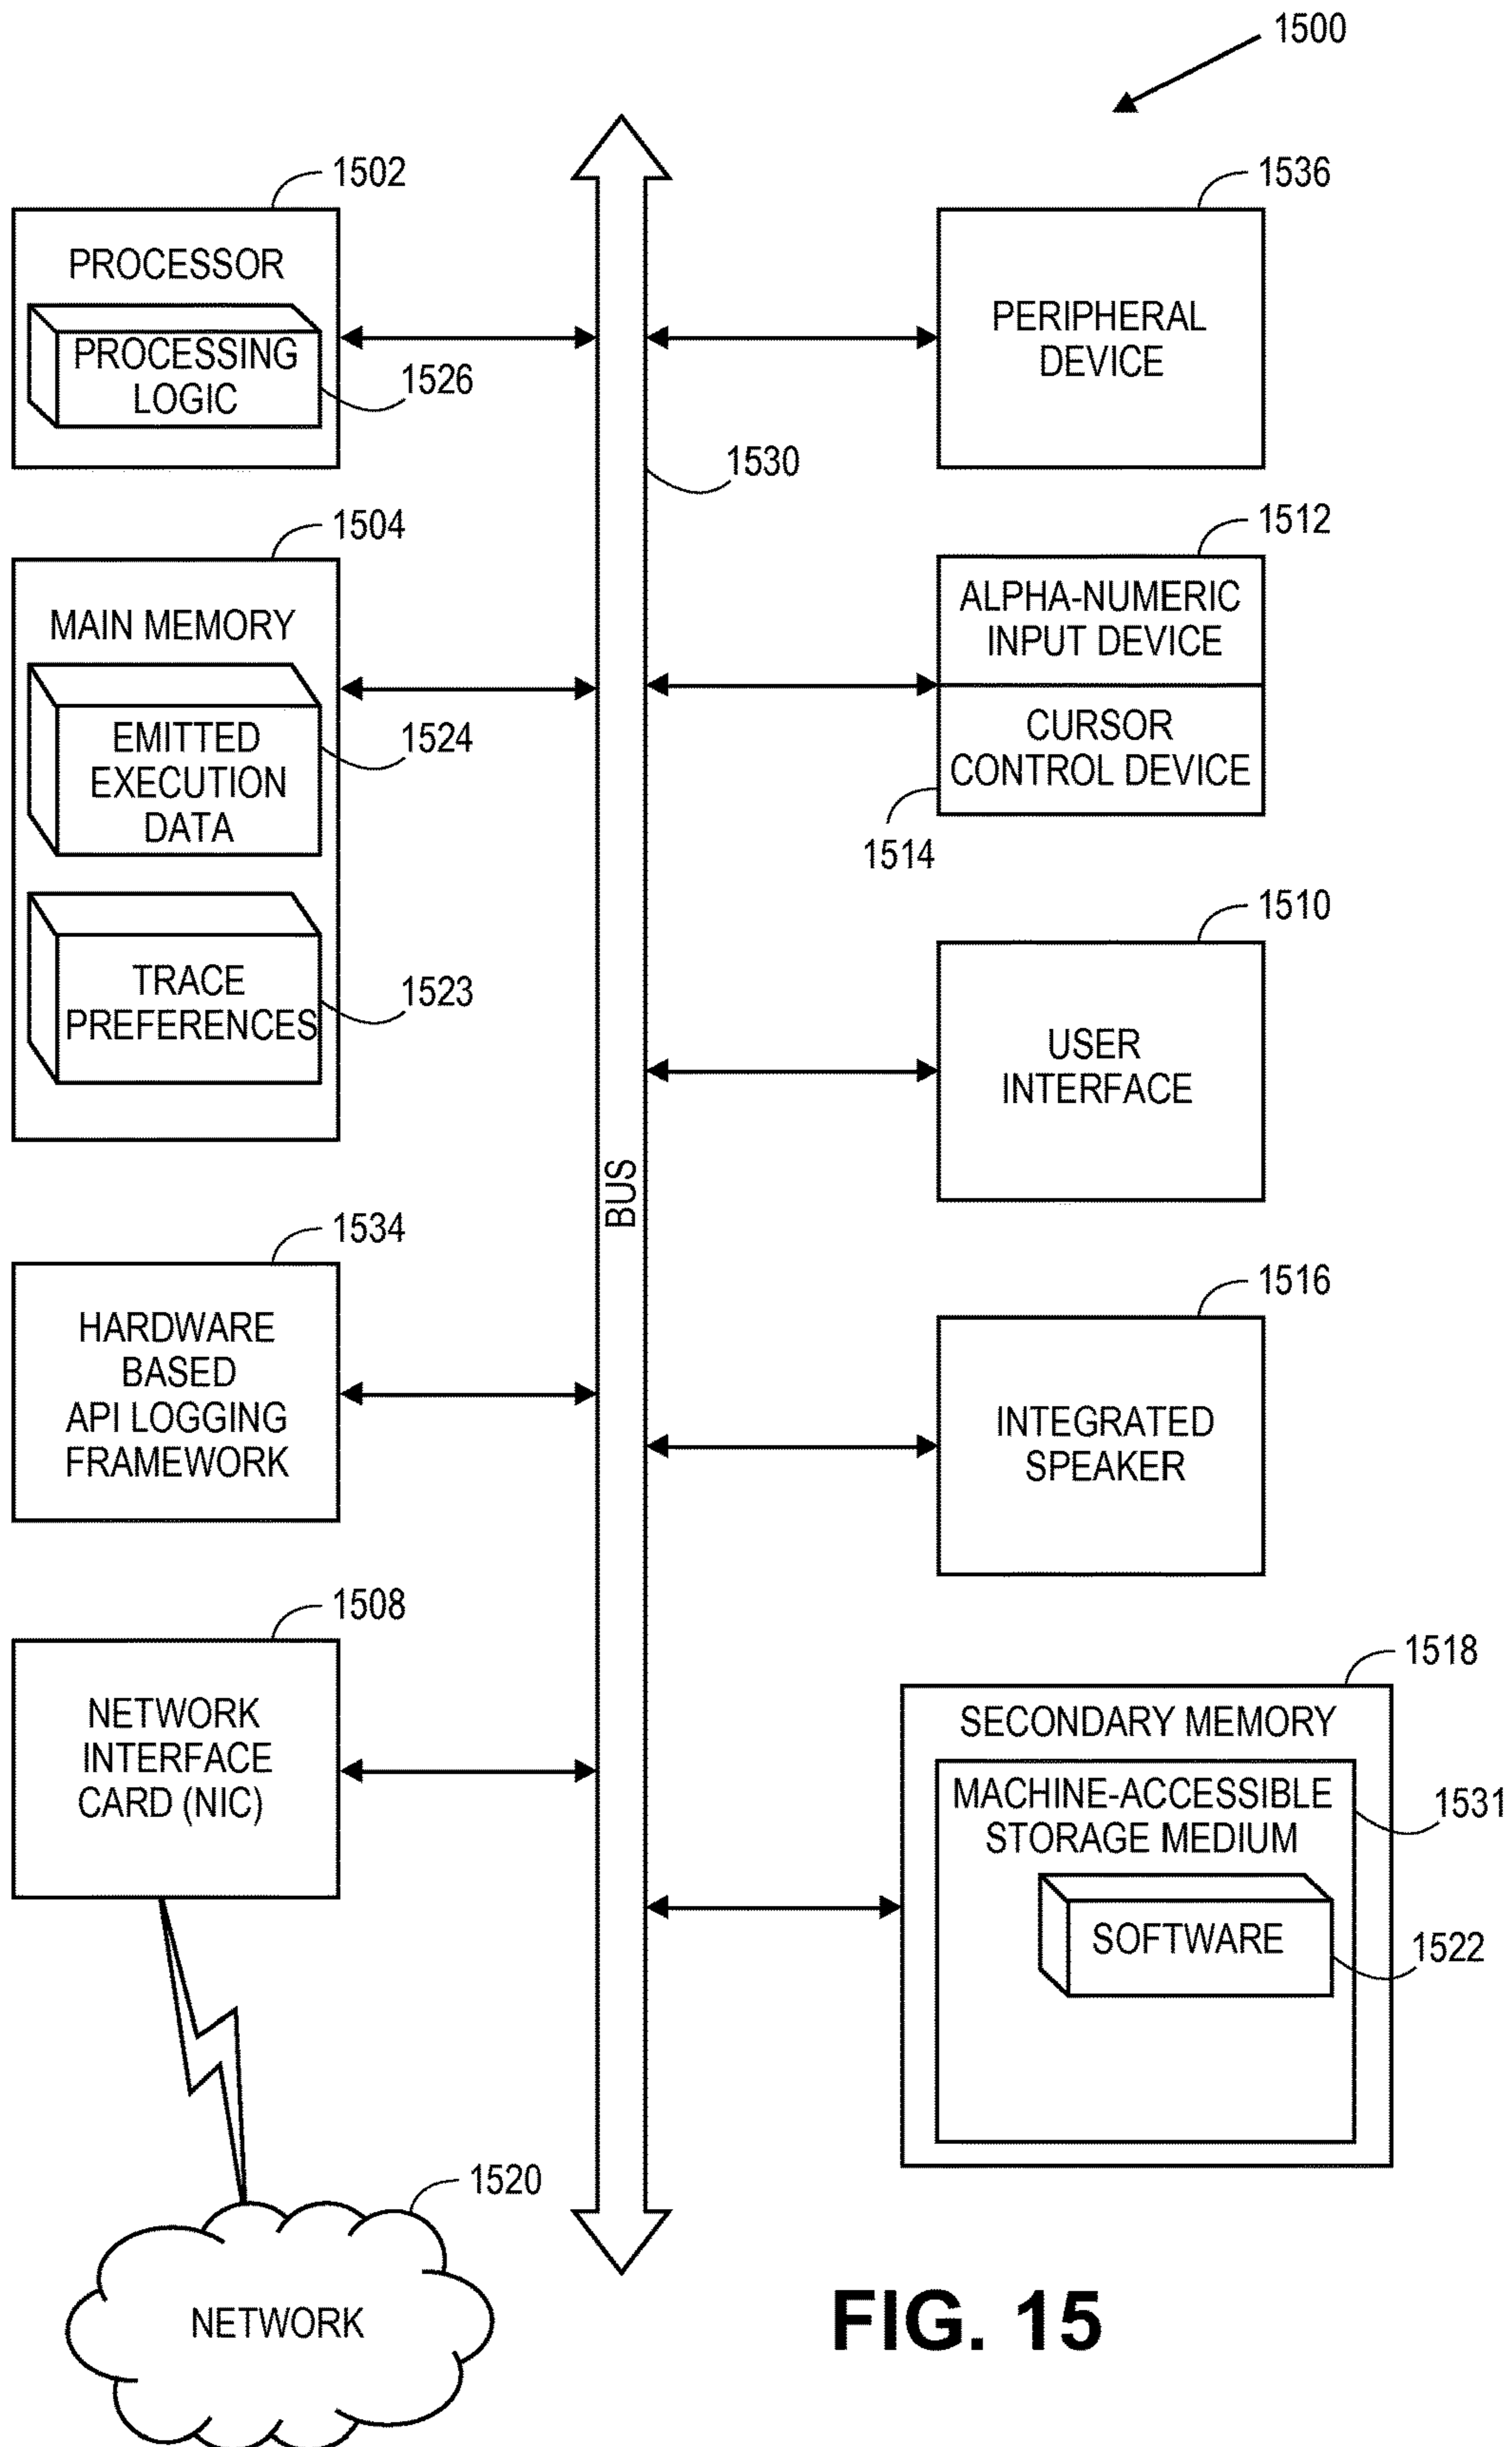 1500
1502
PROCESSOR
PROCESSING
LOGIC
1526
1504
MAIN MEMORY
EMITTED
EXECUTION
DATA
1524
TRACE
PREFERENCES
1523
1534
HARDWARE
BASED
API LOGGING
FRAMEWORK
1508
NETWORK
INTERFACE
CARD (NIC)
1520
NETWORK
BUS
1530
1536
PERIPHERAL
DEVICE
1512
ALPHA-NUMERIC
INPUT DEVICE
CURSOR
CONTROL DEVICE
1514
1510
USER
INTERFACE
1516
INTEGRATED
SPEAKER
1518
SECONDARY MEMORY
MACHINE-ACCESSIBLE
STORAGE MEDIUM
1531
SOFTWARE
1522
FIG. 15